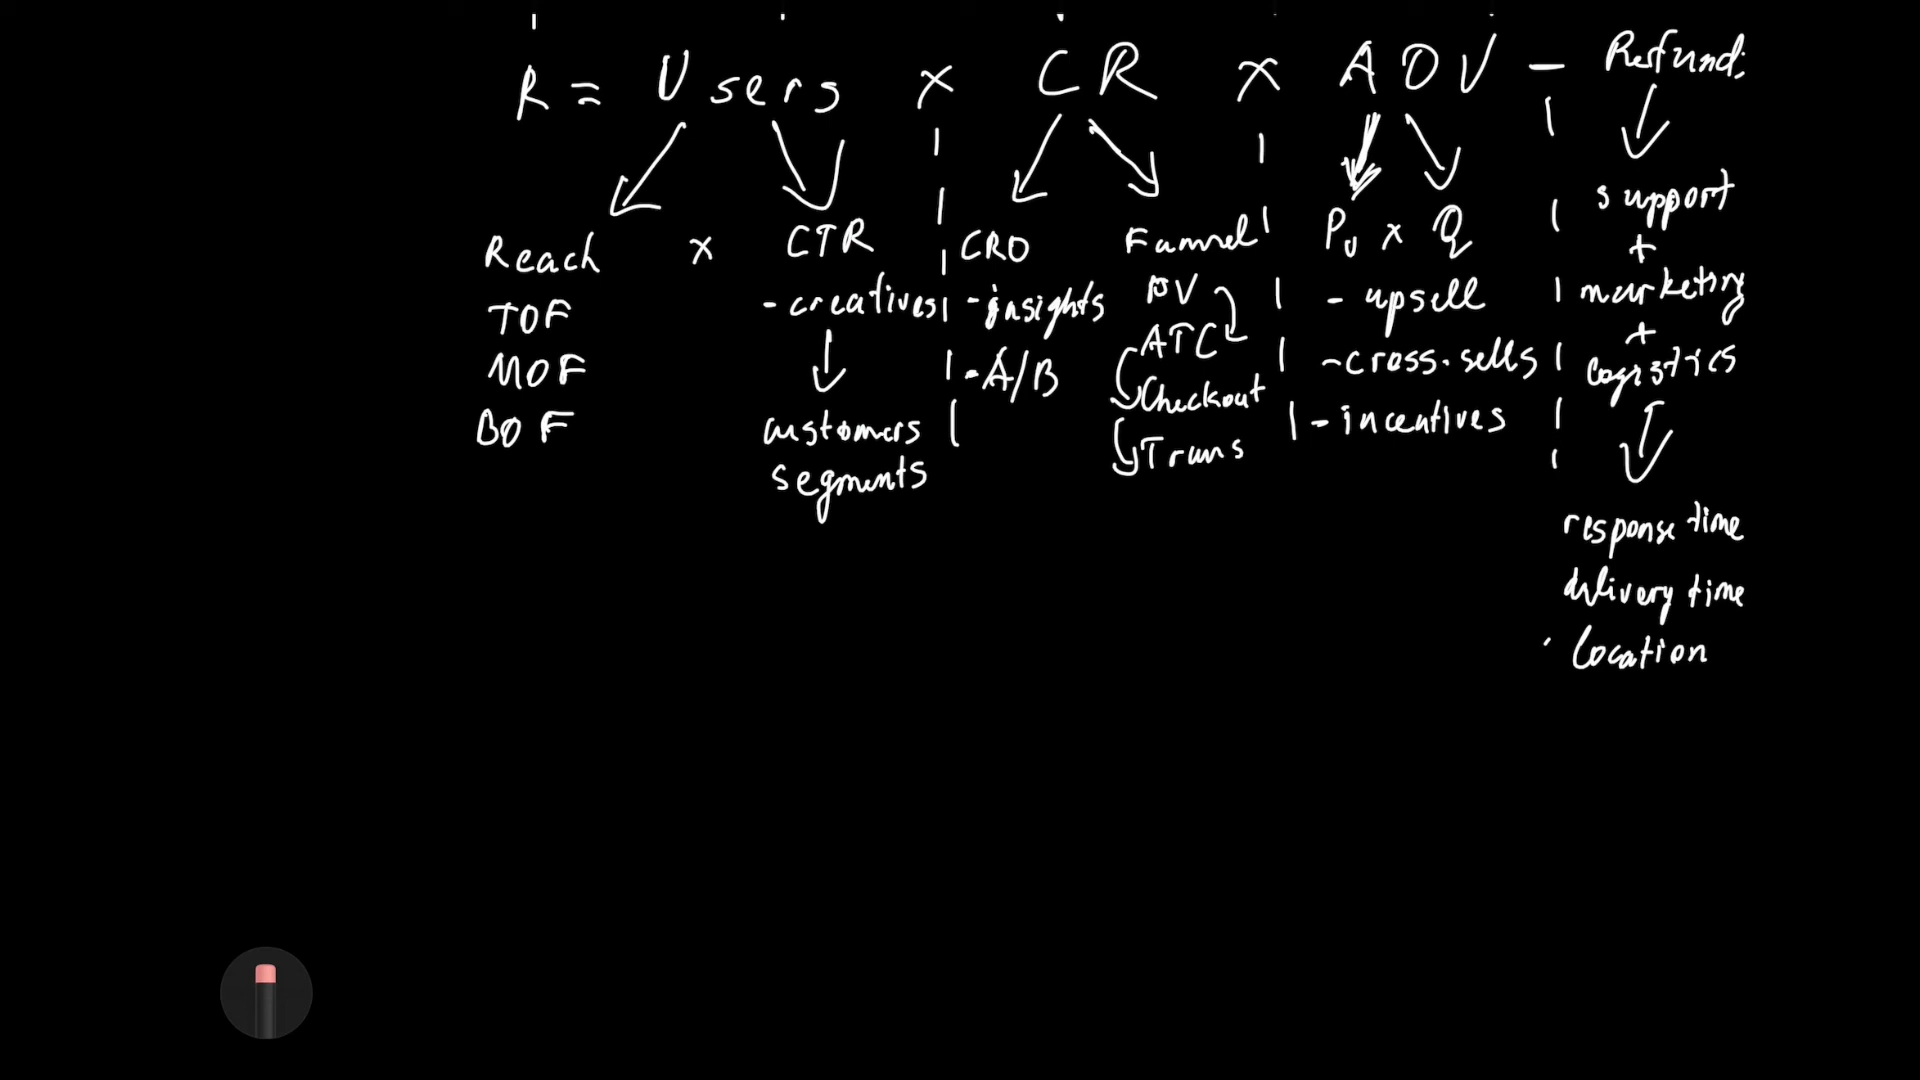 R = Users x CR x AOV - Refund:
Reach x CTR
TOF
MOF
BOF
- creatives
customers
segments
CRO
- insights
- A/B
Funnel
PV
ATC
Checkout
Trans
Pu x Q
- upsell
- cross-sells
- incentives
support
+
marketing
+
logistics
response time
delivery time
location